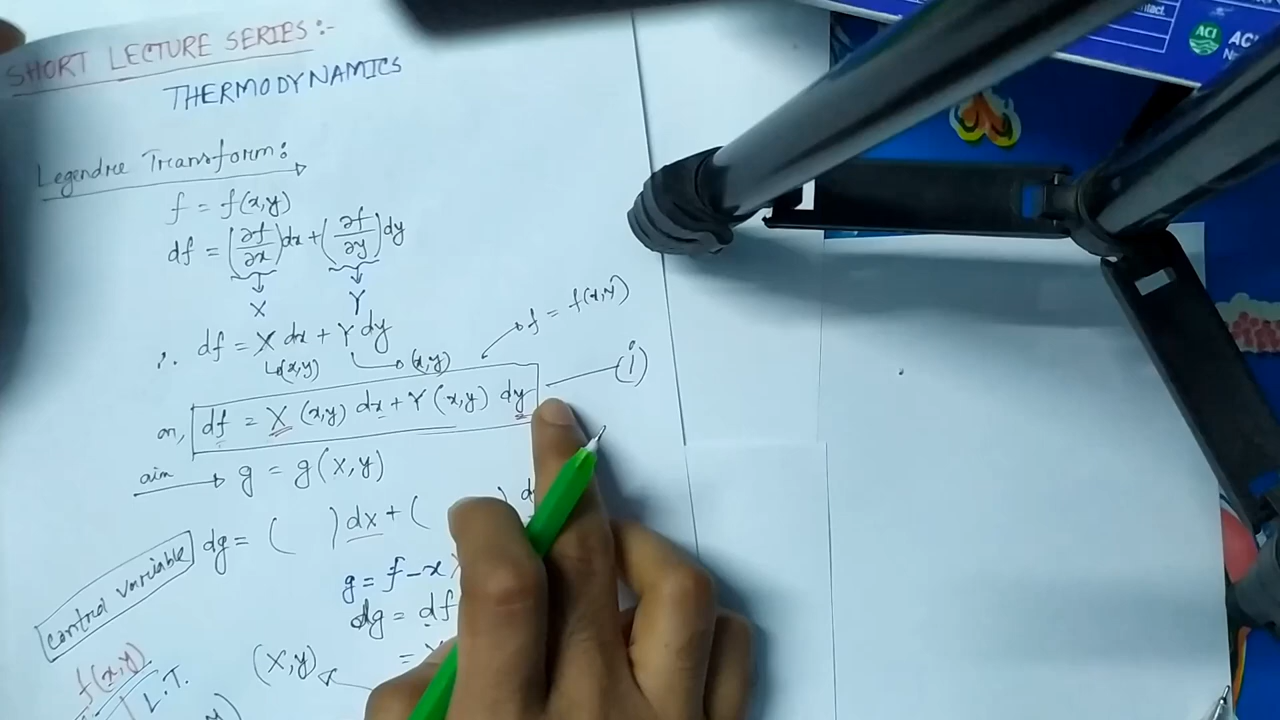 SHORT LECTURE SERIES:-
THERMODYNAMICS
Legendre Transform:
f = f(x,y)
df = (∂f/∂x)dx + (∂f/∂y)dy
X Y
∴ df = X dx + Y dy
(x,y) (x,y)
f = f(x,y)
or, df = X (x,y) dx + Y (x,y) dy (i)
aim → g = g(X,y)
dg = ( ) dX + ( )
control variable
g = f - x
dg = df
=
(X,y)
f(x,y)
L.T.
ACI